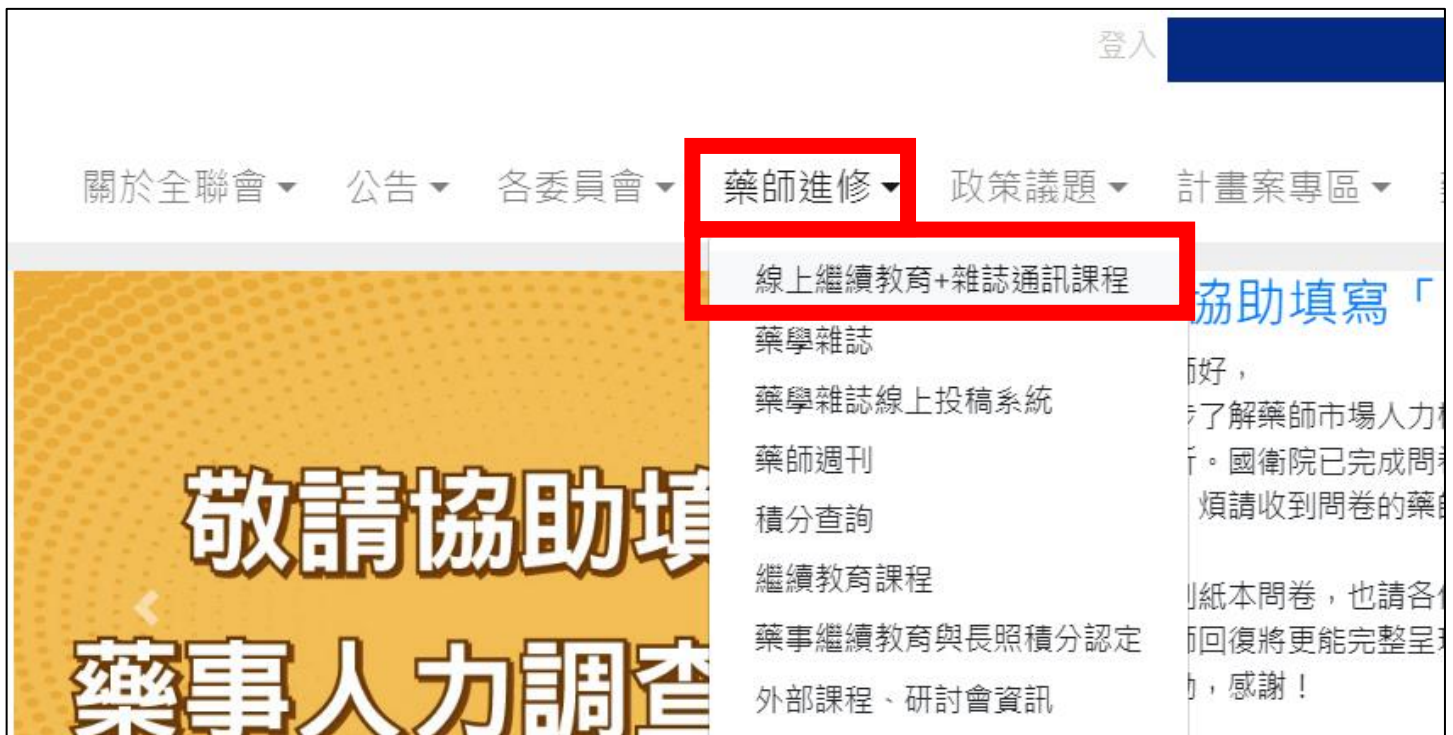 登入
關於全聯會 公告 各委員會 藥師進修 政策議題 計畫案專區
線上繼續教育+雜誌通訊課程
藥學雜誌
藥學雜誌線上投稿系統
藥師週刊
積分查詢
繼續教育課程
藥事繼續教育與長照積分認定
外部課程、研討會資訊
敬請協助填
藥事人力調查
協助填寫「
師好，
步了解藥師市場人力
。國衛院已完成問卷
煩請收到問卷的藥師
到紙本問卷，也請各位
師回復將更能完整呈現
，感謝！